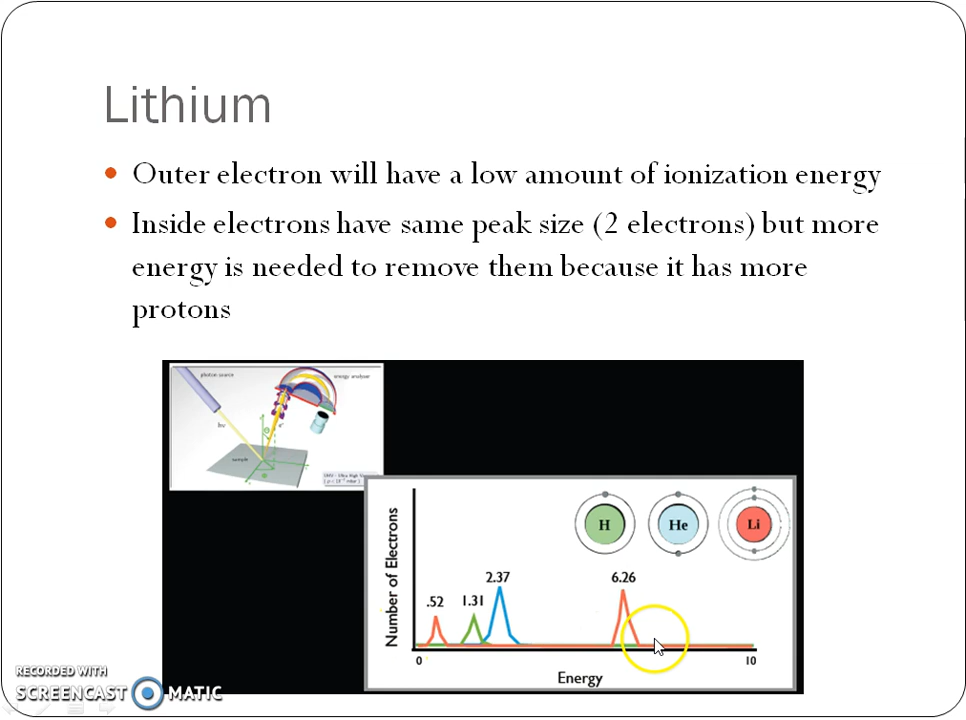 Lithium
Outer electron will have a low amount of ionization energy
Inside electrons have same peak size (2 electrons) but more
energy is needed to remove them because it has more
protons
photon source
energy analyser
hν
e⁻
sample
H
He
Li
Number of Electrons
.52
1.31
2.37
6.26
0
10
Energy
RECORDED WITH
SCREENCAST MATIC